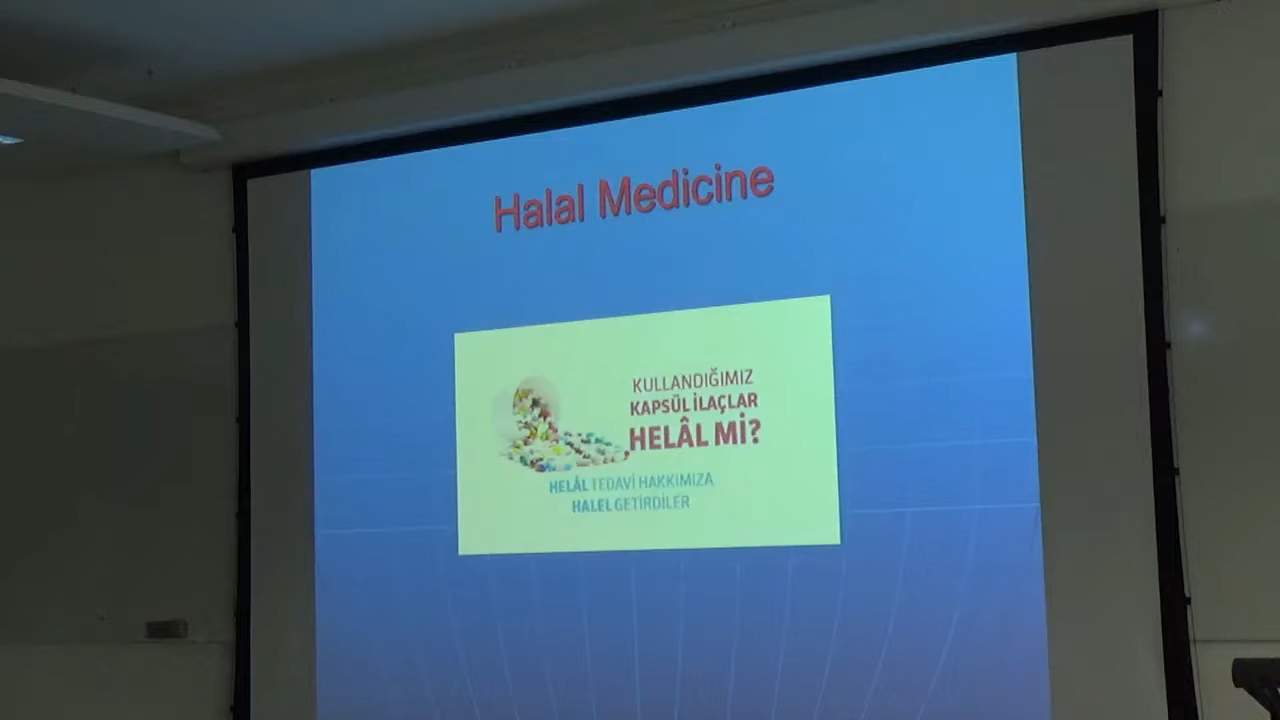 Halal Medicine
KULLANDIĞIMIZ
KAPSÜL İLAÇLAR
HELÂL Mİ?
HELÂL TEDAVİ HAKKIMIZA
HALEL GETİRDİLER